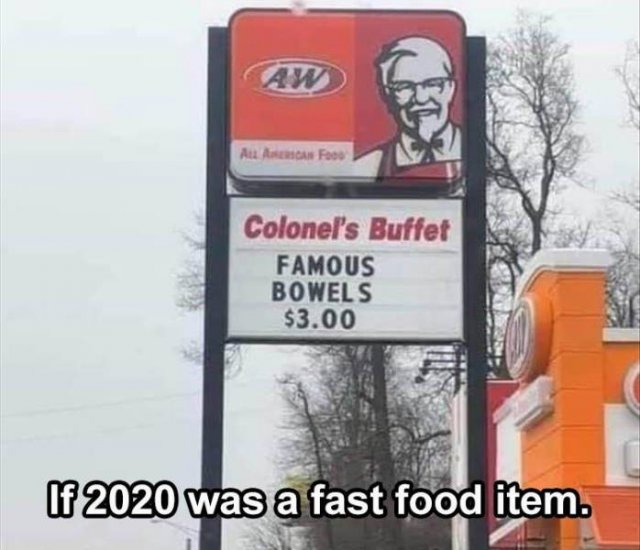 A&W
All American Food
Colonel's Buffet
FAMOUS
BOWELS
$3.00
If 2020 was a fast food item.